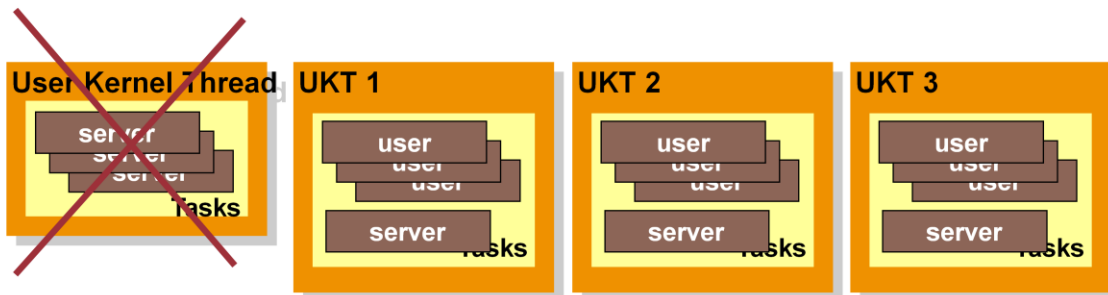 User Kernel Thread
server
server
server
Tasks
UKT 1
user
user
user
server
Tasks
UKT 2
user
user
user
server
Tasks
UKT 3
user
user
user
server
Tasks